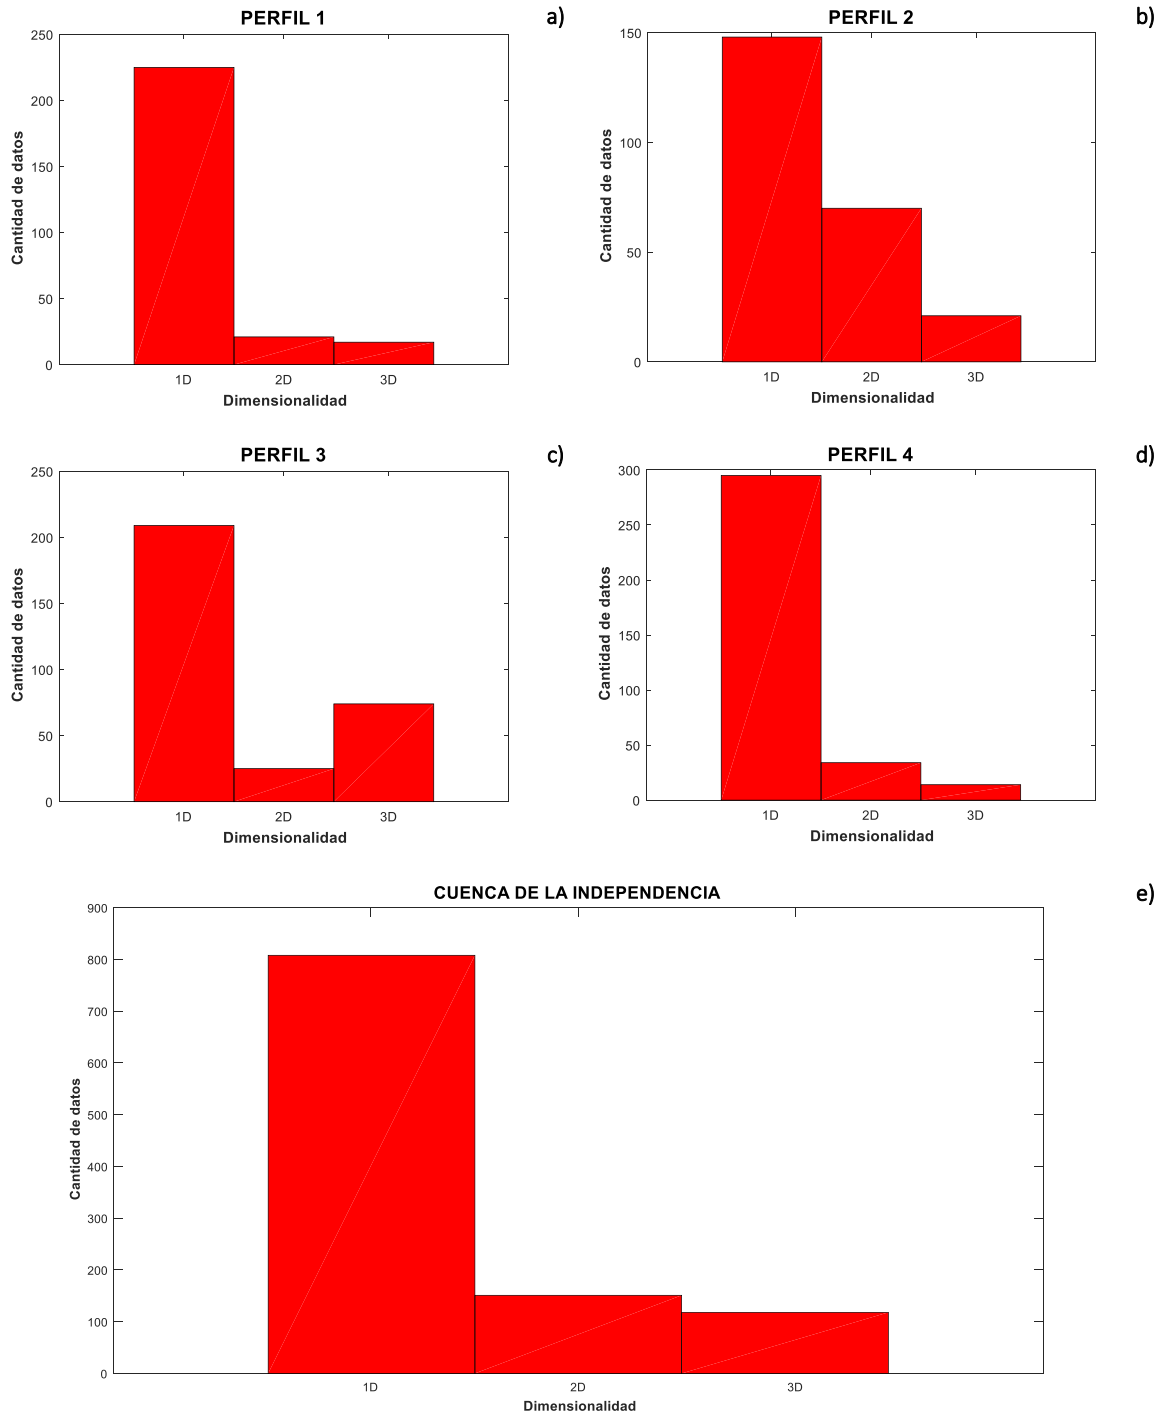 PERFIL 1
a)
250
200
150
100
50
0
Cantidad de datos
1D 2D 3D
Dimensionalidad
PERFIL 2
b)
150
100
50
0
Cantidad de datos
1D 2D 3D
Dimensionalidad
PERFIL 3
c)
250
200
150
100
50
0
Cantidad de datos
1D 2D 3D
Dimensionalidad
PERFIL 4
d)
300
250
200
150
100
50
0
Cantidad de datos
1D 2D 3D
Dimensionalidad
CUENCA DE LA INDEPENDENCIA
e)
900
800
700
600
500
400
300
200
100
0
Cantidad de datos
1D 2D 3D
Dimensionalidad